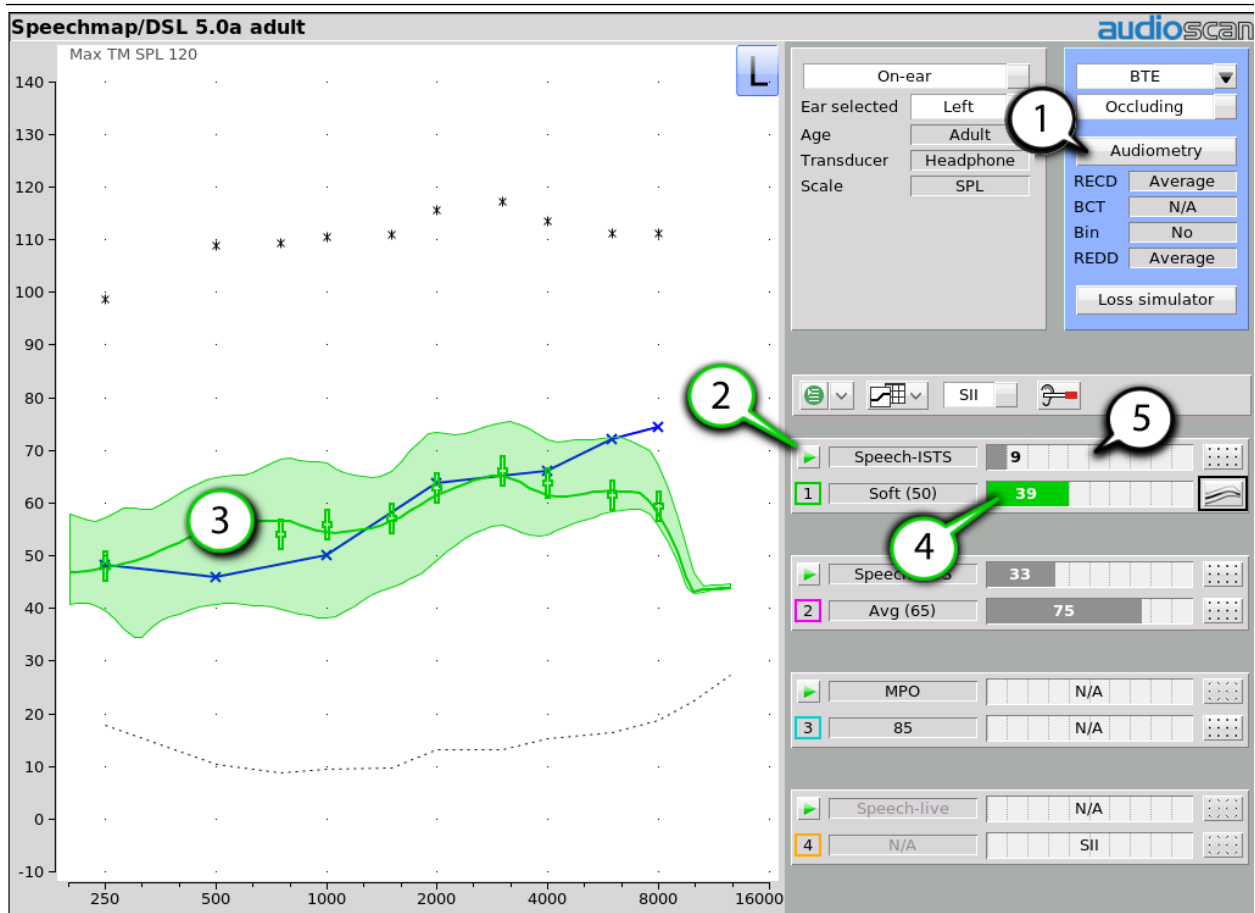 Speechmap/DSL 5.0a adult
audioscan
Max TM SPL 120
L
140
130
120
110
100
90
80
70
60
50
40
30
20
10
0
-10
250 500 1000 2000 4000 8000 16000
3
On-ear
Ear selected Left
Age Adult
Transducer Headphone
Scale SPL
BTE
Occluding
1
Audiometry
RECD Average
BCT N/A
Bin No
REDD Average
Loss simulator
SII
2
5
Speech-ISTS 9
1 Soft (50) 39
4
33
2 Avg (65) 75
MPO N/A
3 85 N/A
Speech-live N/A
4 N/A SII